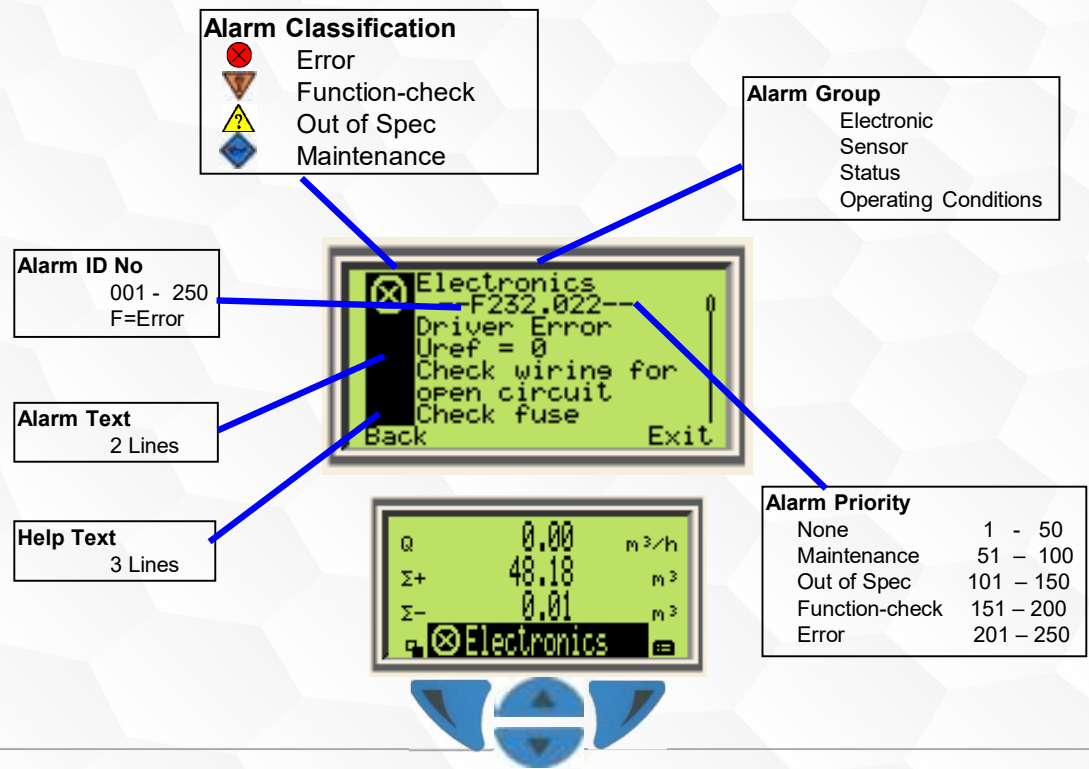 Alarm Classification
Error
Function-check
Out of Spec
Maintenance
Alarm Group
Electronic
Sensor
Status
Operating Conditions
Alarm ID No
001 - 250
F=Error
Alarm Text
2 Lines
Help Text
3 Lines
Electronics
--F232.022--
Driver Error
Uref = 0
Check wiring for
open circuit
Check fuse
Back Exit
Alarm Priority
None 1 - 50
Maintenance 51 – 100
Out of Spec 101 – 150
Function-check 151 – 200
Error 201 – 250
Q 0.00 m³/h
Σ+ 48.18 m³
Σ- 0.01 m³
Electronics